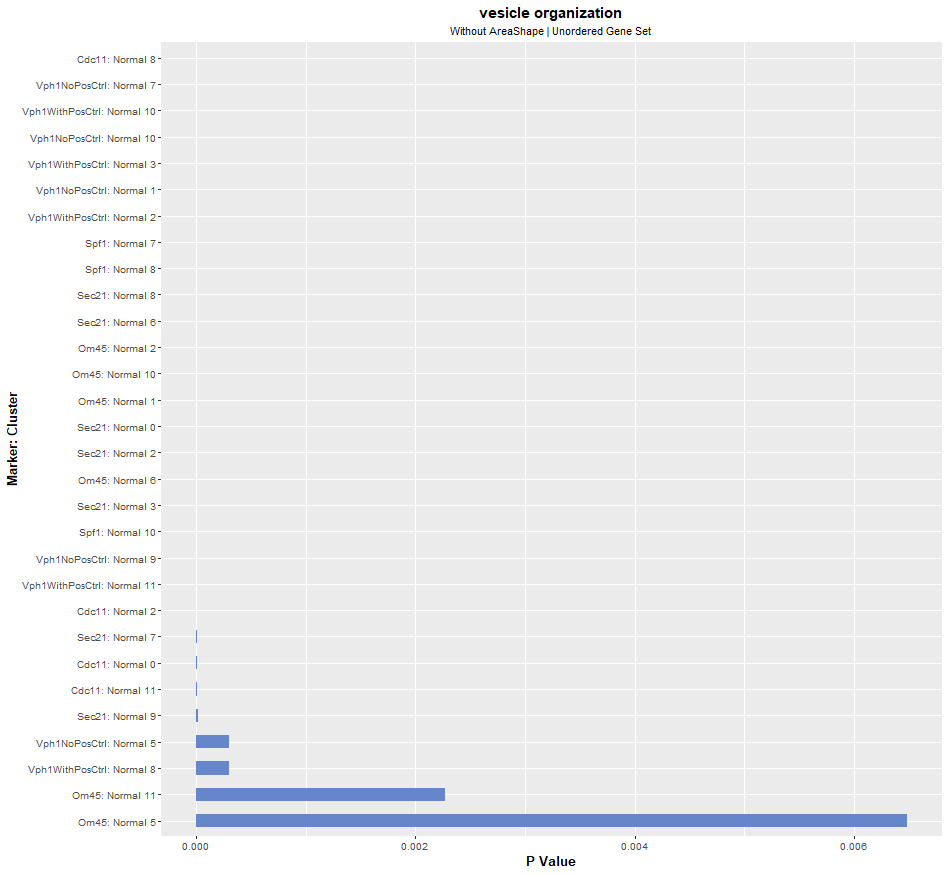 vesicle organization
Without AreaShape | Unordered Gene Set
Marker: Cluster
Cdc11: Normal 8
Vph1NoPosCtrl: Normal 7
Vph1WithPosCtrl: Normal 10
Vph1NoPosCtrl: Normal 10
Vph1WithPosCtrl: Normal 3
Vph1NoPosCtrl: Normal 1
Vph1WithPosCtrl: Normal 2
Spf1: Normal 7
Spf1: Normal 8
Sec21: Normal 8
Sec21: Normal 6
Om45: Normal 2
Om45: Normal 10
Om45: Normal 1
Sec21: Normal 0
Sec21: Normal 2
Om45: Normal 6
Sec21: Normal 3
Spf1: Normal 10
Vph1NoPosCtrl: Normal 9
Vph1WithPosCtrl: Normal 11
Cdc11: Normal 2
Sec21: Normal 7
Cdc11: Normal 0
Cdc11: Normal 11
Sec21: Normal 9
Vph1NoPosCtrl: Normal 5
Vph1WithPosCtrl: Normal 8
Om45: Normal 11
Om45: Normal 5
0.000 0.002 0.004 0.006
P Value